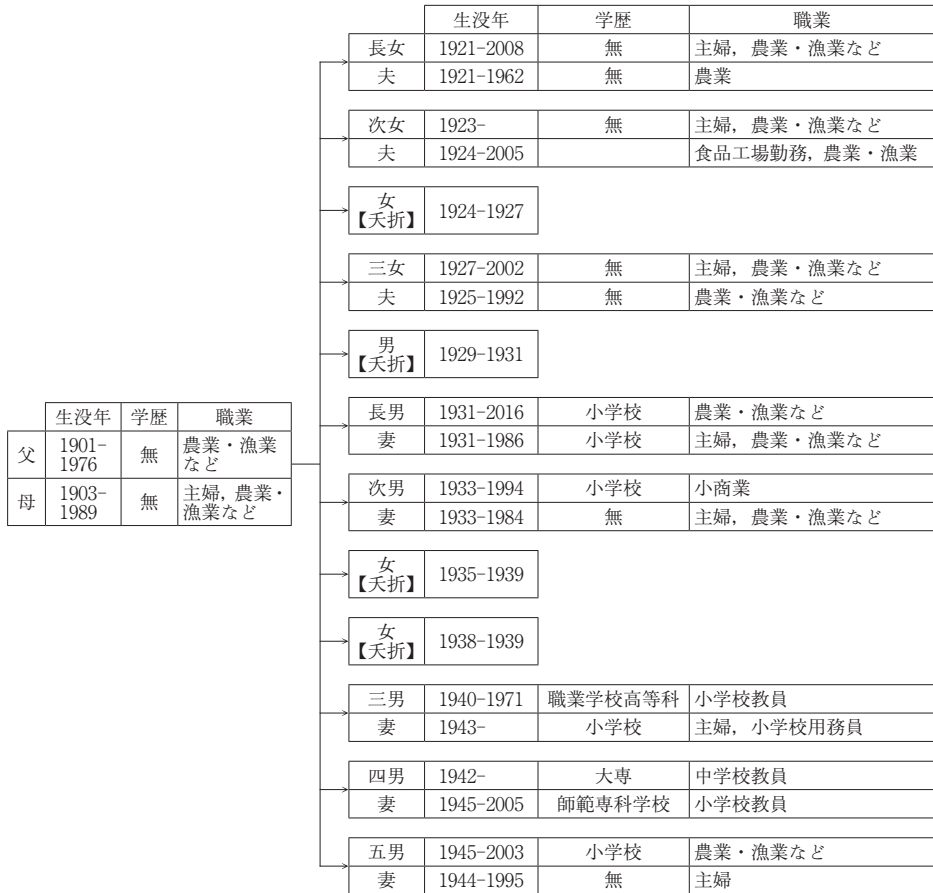 生没年 学歴 職業
長女 1921-2008 無 主婦，農業・漁業など
夫 1921-1962 無 農業
次女 1923- 無 主婦，農業・漁業など
夫 1924-2005 食品工場勤務，農業・漁業
女
【夭折】 1924-1927
三女 1927-2002 無 主婦，農業・漁業など
夫 1925-1992 無 農業・漁業など
男
【夭折】 1929-1931
長男 1931-2016 小学校 農業・漁業など
妻 1931-1986 小学校 主婦，農業・漁業など
生没年 学歴 職業
父 1901-
1976 無 農業・漁業
など
母 1903-
1989 無 主婦，農業・
漁業など
次男 1933-1994 小学校 小商業
妻 1933-1984 無 主婦，農業・漁業など
女
【夭折】 1935-1939
女
【夭折】 1938-1939
三男 1940-1971 職業学校高等科 小学校教員
妻 1943- 小学校 主婦，小学校用務員
四男 1942- 大専 中学校教員
妻 1945-2005 師範専科学校 小学校教員
五男 1945-2003 小学校 農業・漁業など
妻 1944-1995 無 主婦